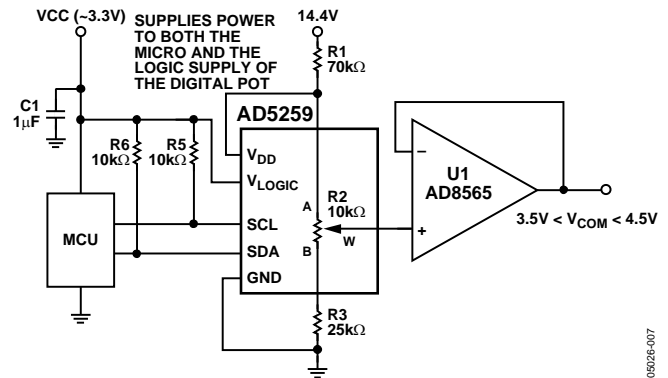 VCC (~3.3V)
SUPPLIES POWER
TO BOTH THE
MICRO AND THE
LOGIC SUPPLY OF
THE DIGITAL POT
14.4V
R1
70kΩ
C1
1μF
AD5259
R6
10kΩ
R5
10kΩ
VDD
VLOGIC
R2
10kΩ
A
B
W
SCL
SDA
GND
MCU
−
+
U1
AD8565
3.5V < VCOM < 4.5V
R3
25kΩ
05026-007